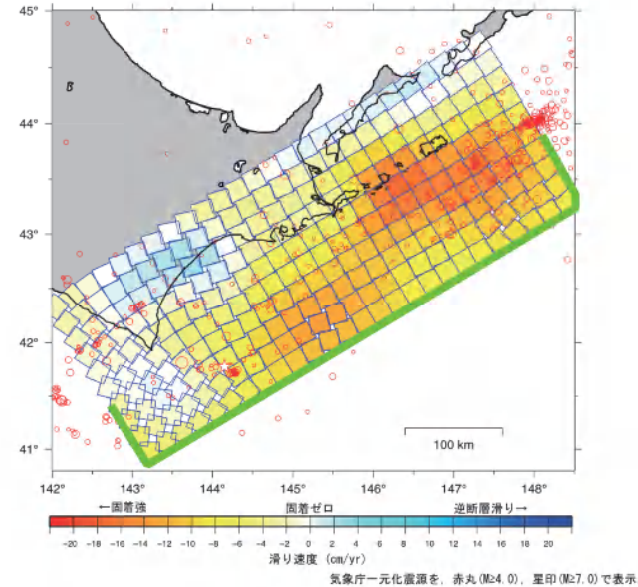 45°
44°
43°
42°
41°
100 km
142° 143° 144° 145° 146° 147° 148°
←固着強 固着ゼロ 逆断層滑り→
-20 -18 -16 -14 -12 -10 -8 -6 -4 -2 0 2 4 6 8 10 12 14 16 18 20
滑り速度 (cm/yr)
気象庁一元化震源を、赤丸(M≥4.0)、星印(M≥7.0)で表示